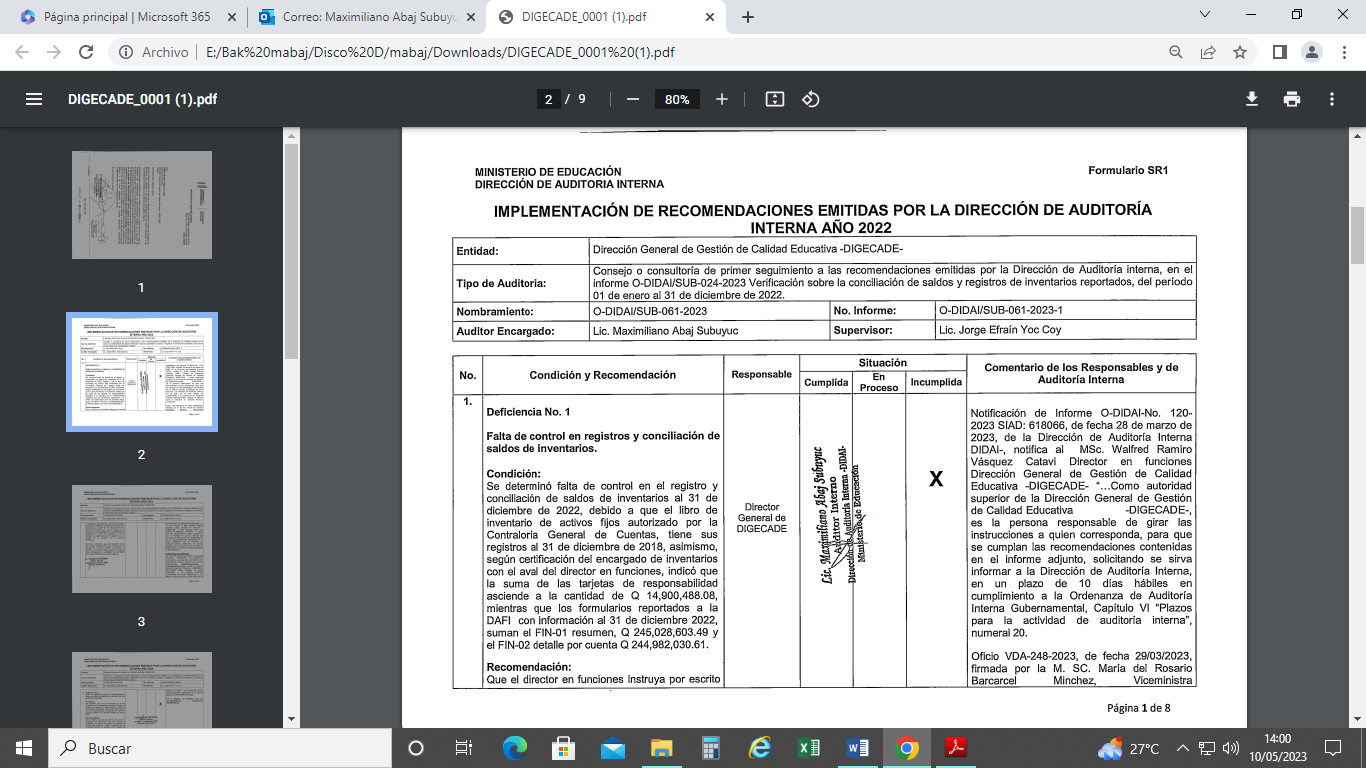 Página principal | Microsoft 365
Correo: Maximiliano Abaj Subuyu
DIGECADE_0001 (1).pdf
Archivo
E:/Bak%20mabaj/Disco%20D/mabaj/Downloads/DIGECADE_0001%20(1).pdf
DIGECADE_0001 (1).pdf
2 / 9
80%
1
2
3
MINISTERIO DE EDUCACIÓN
DIRECCIÓN DE AUDITORIA INTERNA
Formulario SR1
IMPLEMENTACIÓN DE RECOMENDACIONES EMITIDAS POR LA DIRECCIÓN DE AUDITORÍA
INTERNA AÑO 2022
Entidad:
Dirección General de Gestión de Calidad Educativa -DIGECADE-
Tipo de Auditoria:
Consejo o consultoría de primer seguimiento a las recomendaciones emitidas por la Dirección de Auditoría interna, en el
informe O-DIDAI/SUB-024-2023 Verificación sobre la conciliación de saldos y registros de inventarios reportados, del período
01 de enero al 31 de diciembre de 2022.
Nombramiento:
O-DIDAI/SUB-061-2023
No. Informe:
O-DIDAI/SUB-061-2023-1
Auditor Encargado:
Lic. Maximiliano Abaj Subuyuc
Supervisor:
Lic. Jorge Efraín Yoc Coy
No.
Condición y Recomendación
Responsable
Situación
Cumplida
En
Proceso
Incumplida
Comentario de los Responsables y de
Auditoría Interna
1.
Deficiencia No. 1
Falta de control en registros y conciliación de
saldos de inventarios.
Condición:
Se determinó falta de control en el registro y
conciliación de saldos de inventarios al 31 de
diciembre de 2022, debido a que el libro de
inventario de activos fijos autorizado por la
Contraloría General de Cuentas, tiene sus
registros al 31 de diciembre de 2018, asimismo,
según certificación del encargado de inventarios
con el aval del director en funciones, indicó que
la suma de las tarjetas de responsabilidad
asciende a la cantidad de Q 14,900,488.08,
mientras que los formularios reportados a la
DAFI con información al 31 de diciembre 2022,
suman el FIN-01 resumen, Q 245,028,603.49 y
el FIN-02 detalle por cuenta Q 244,982,030.61.
Recomendación:
Que el director en funciones instruya por escrito
Director
General de
DIGECADE
Lic. Maximiliano Abaj Subuyuc
Auditor Interno
Dirección de Auditoría Interna -DIDAI-
Ministerio de Educación
X
Notificación de Informe O-DIDAI-No. 120-
2023 SIAD: 618066, de fecha 28 de marzo de
2023, de la Dirección de Auditoría Interna
DIDAI-, notifica al MSc. Walfred Ramiro
Vásquez Catavi Director en funciones
Dirección General de Gestión de Calidad
Educativa -DIGECADE- "...Como autoridad
superior de la Dirección General de Gestión
de Calidad Educativa -DIGECADE-,
es la persona responsable de girar las
instrucciones a quien corresponda, para que
se cumplan las recomendaciones contenidas
en el informe adjunto, solicitando se sirva
informar a la Dirección de Auditoría Interna,
en un plazo de 10 días hábiles en
cumplimiento a la Ordenanza de Auditoría
Interna Gubernamental, Capítulo VI "Plazos
para la actividad de auditoría interna",
numeral 20.
Oficio VDA-248-2023, de fecha 29/03/2023,
firmada por la M. SC. María del Rosario
Barcarcel Minchez, Viceministra
Página 1 de 8
Buscar
27°C
14:00
10/05/2023